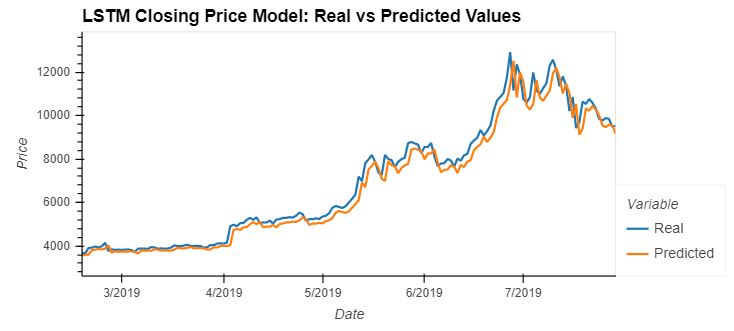 LSTM Closing Price Model: Real vs Predicted Values
12000
10000
8000
6000
4000
Price
3/2019 4/2019 5/2019 6/2019 7/2019
Date
Variable
Real
Predicted